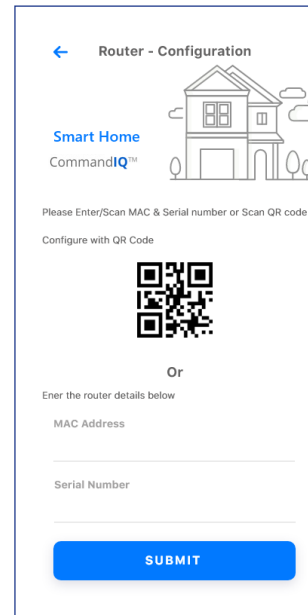 Router - Configuration
Smart Home
CommandIQ™
Please Enter/Scan MAC & Serial number or Scan QR code
Configure with QR Code
Or
Ener the router details below
MAC Address
Serial Number
SUBMIT